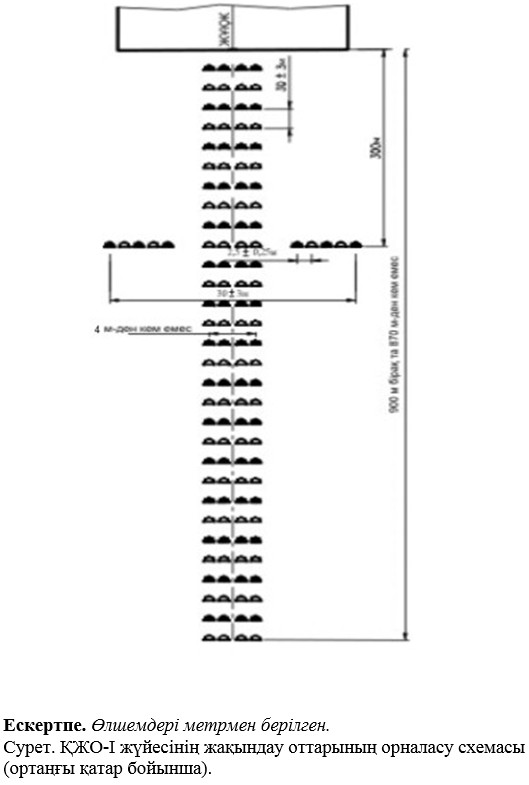 ЖҰҚЖ
30 ± 3м
300м
2,5 ± 0,25м
30 ± 3м
4 м-ден кем емес
900 м бірақ та 870 м-ден кем емес
Ескертпе. Өлшемдері метрмен берілген.
Сурет. ҚЖО-I жүйесінің жақындау оттарының орналасу схемасы
(ортаңғы қатар бойынша).